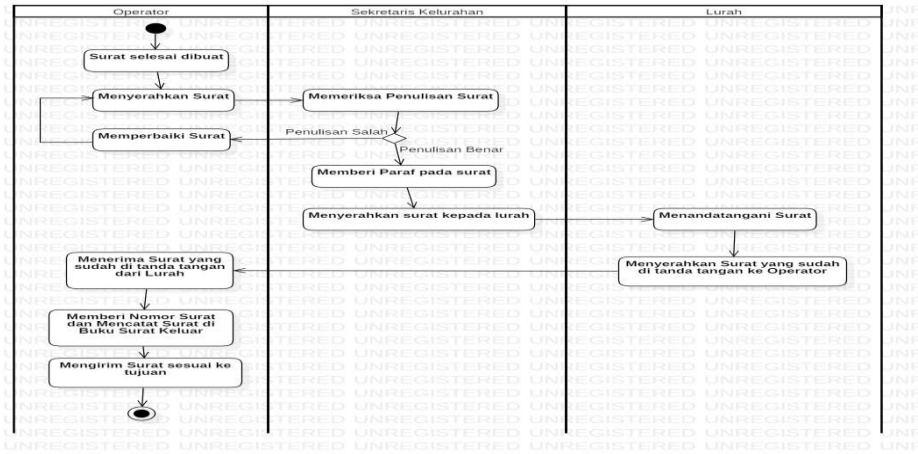 Operator
Sekretaris Kelurahan
Lurah
Surat selesai dibuat
Menyerahkan Surat
Memeriksa Penulisan Surat
Memperbaiki Surat
Penulisan Salah
Penulisan Benar
Memberi Paraf pada surat
Menyerahkan surat kepada lurah
Menandatangani Surat
Menyerahkan Surat yang sudah
di tanda tangan ke Operator
Menerima Surat yang
sudah di tanda tangan
dari Lurah
Memberi Nomor Surat
dan Mencatat Surat di
Buku Surat Keluar
Mengirim Surat sesuai ke
tujuan
UNREGISTERED